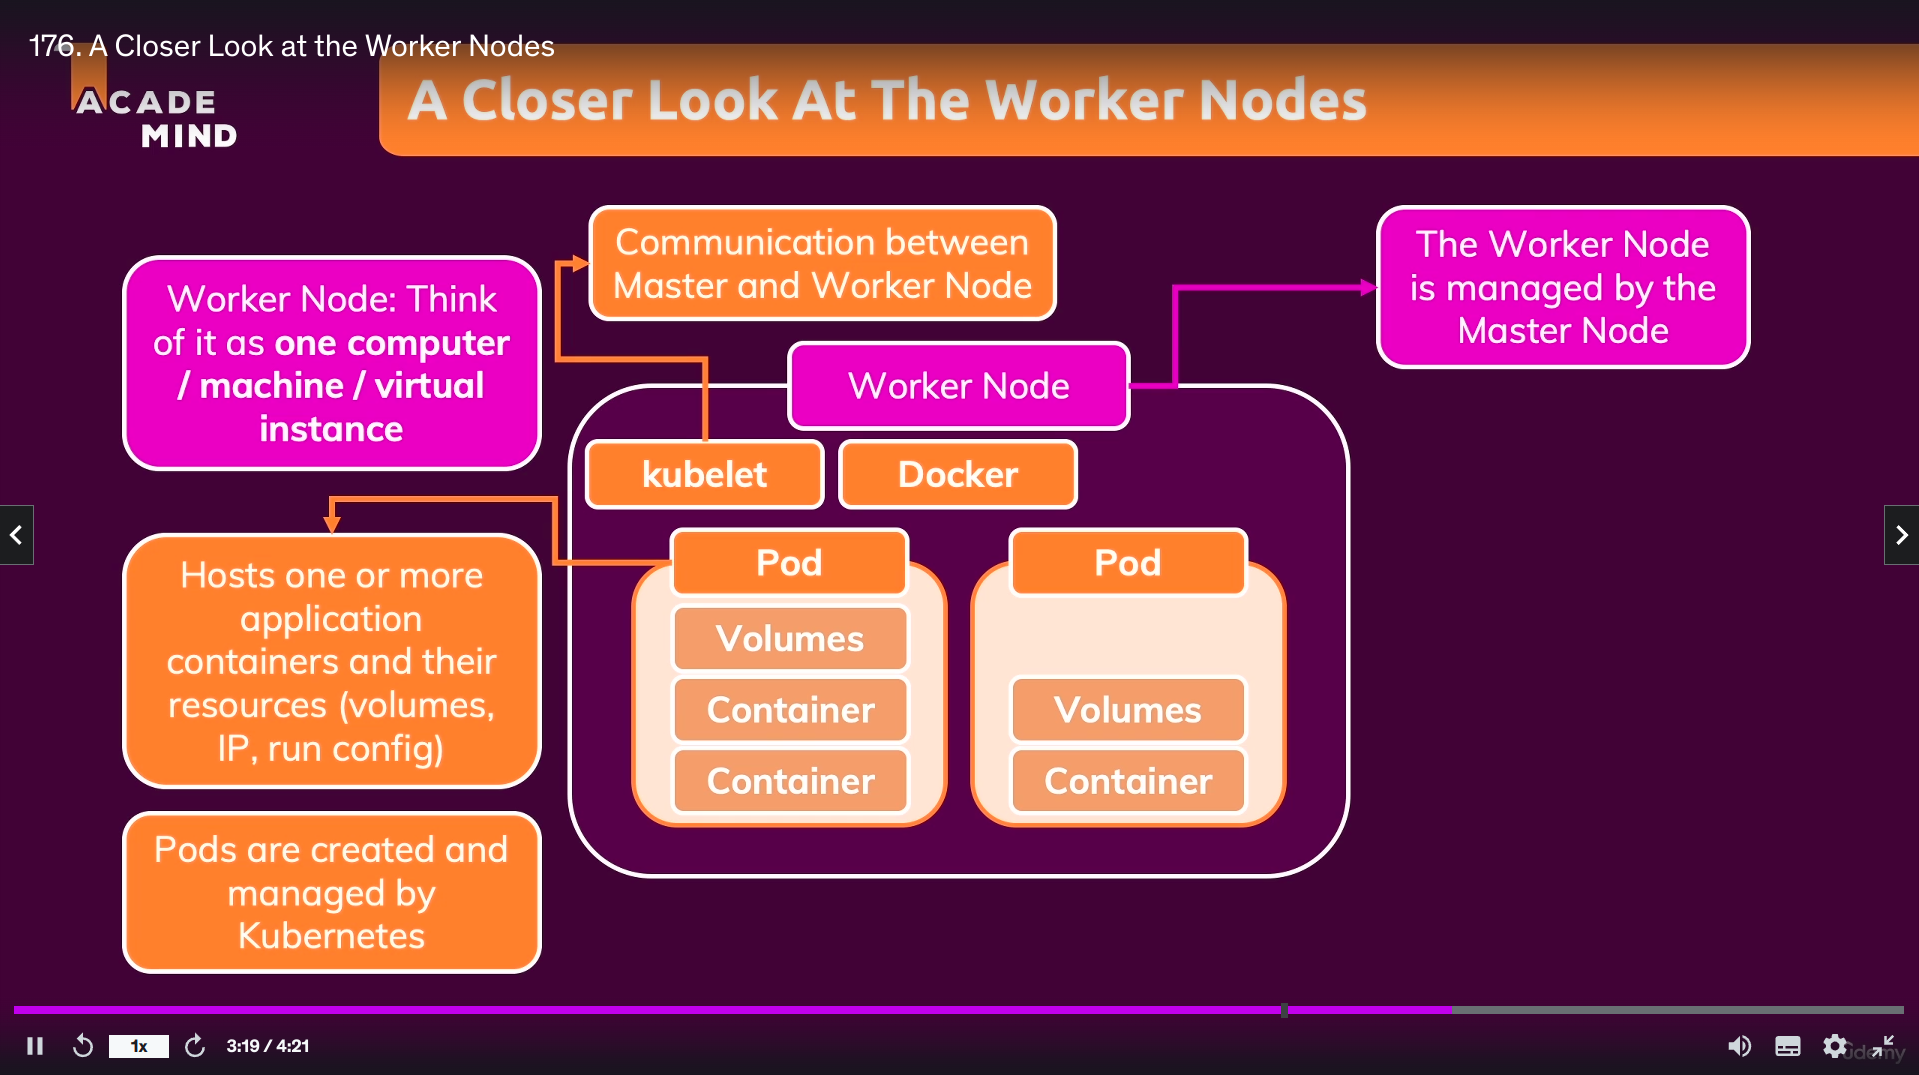 176. A Closer Look at the Worker Nodes
ACADE
MIND
A Closer Look At The Worker Nodes
Communication between
Master and Worker Node
The Worker Node
is managed by the
Master Node
Worker Node: Think
of it as one computer
/ machine / virtual
instance
Worker Node
kubelet
Docker
Hosts one or more
application
containers and their
resources (volumes,
IP, run config)
Pod
Volumes
Container
Container
Pod
Volumes
Container
Pods are created and
managed by
Kubernetes
1x
3:19 / 4:21
udemy